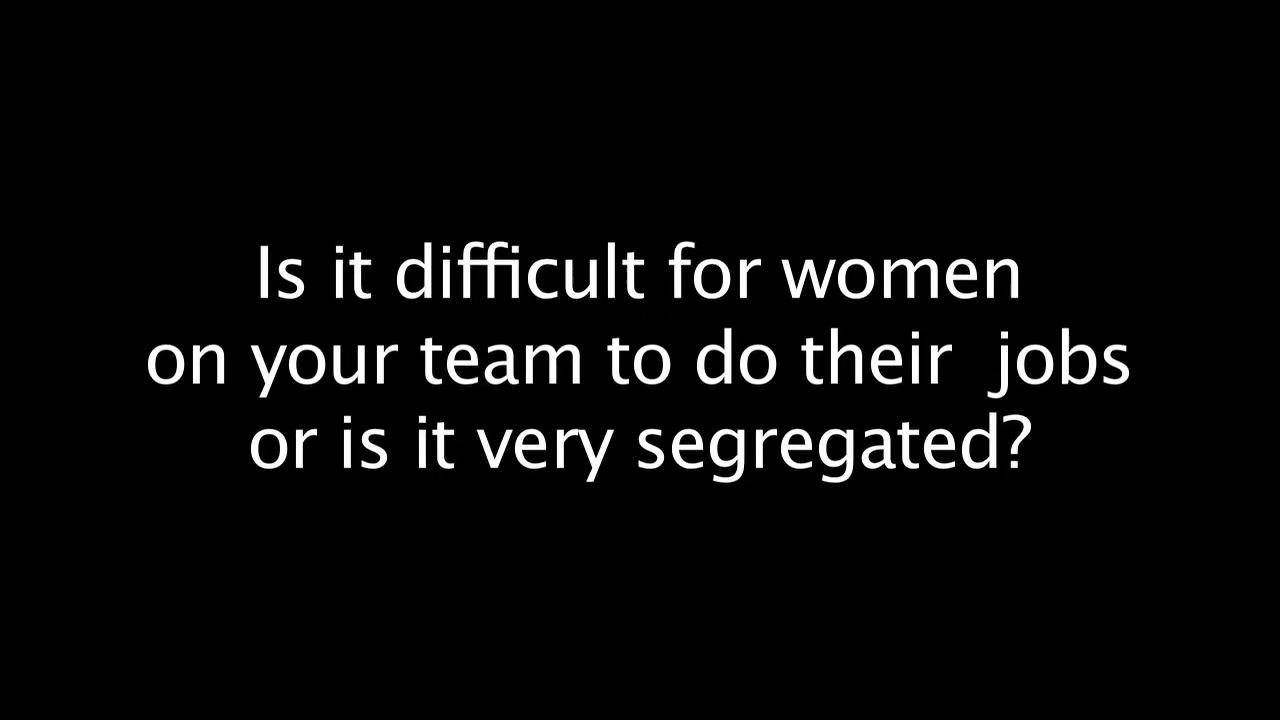 Is it difficult for women
on your team to do their  jobs
or is it very segregated?